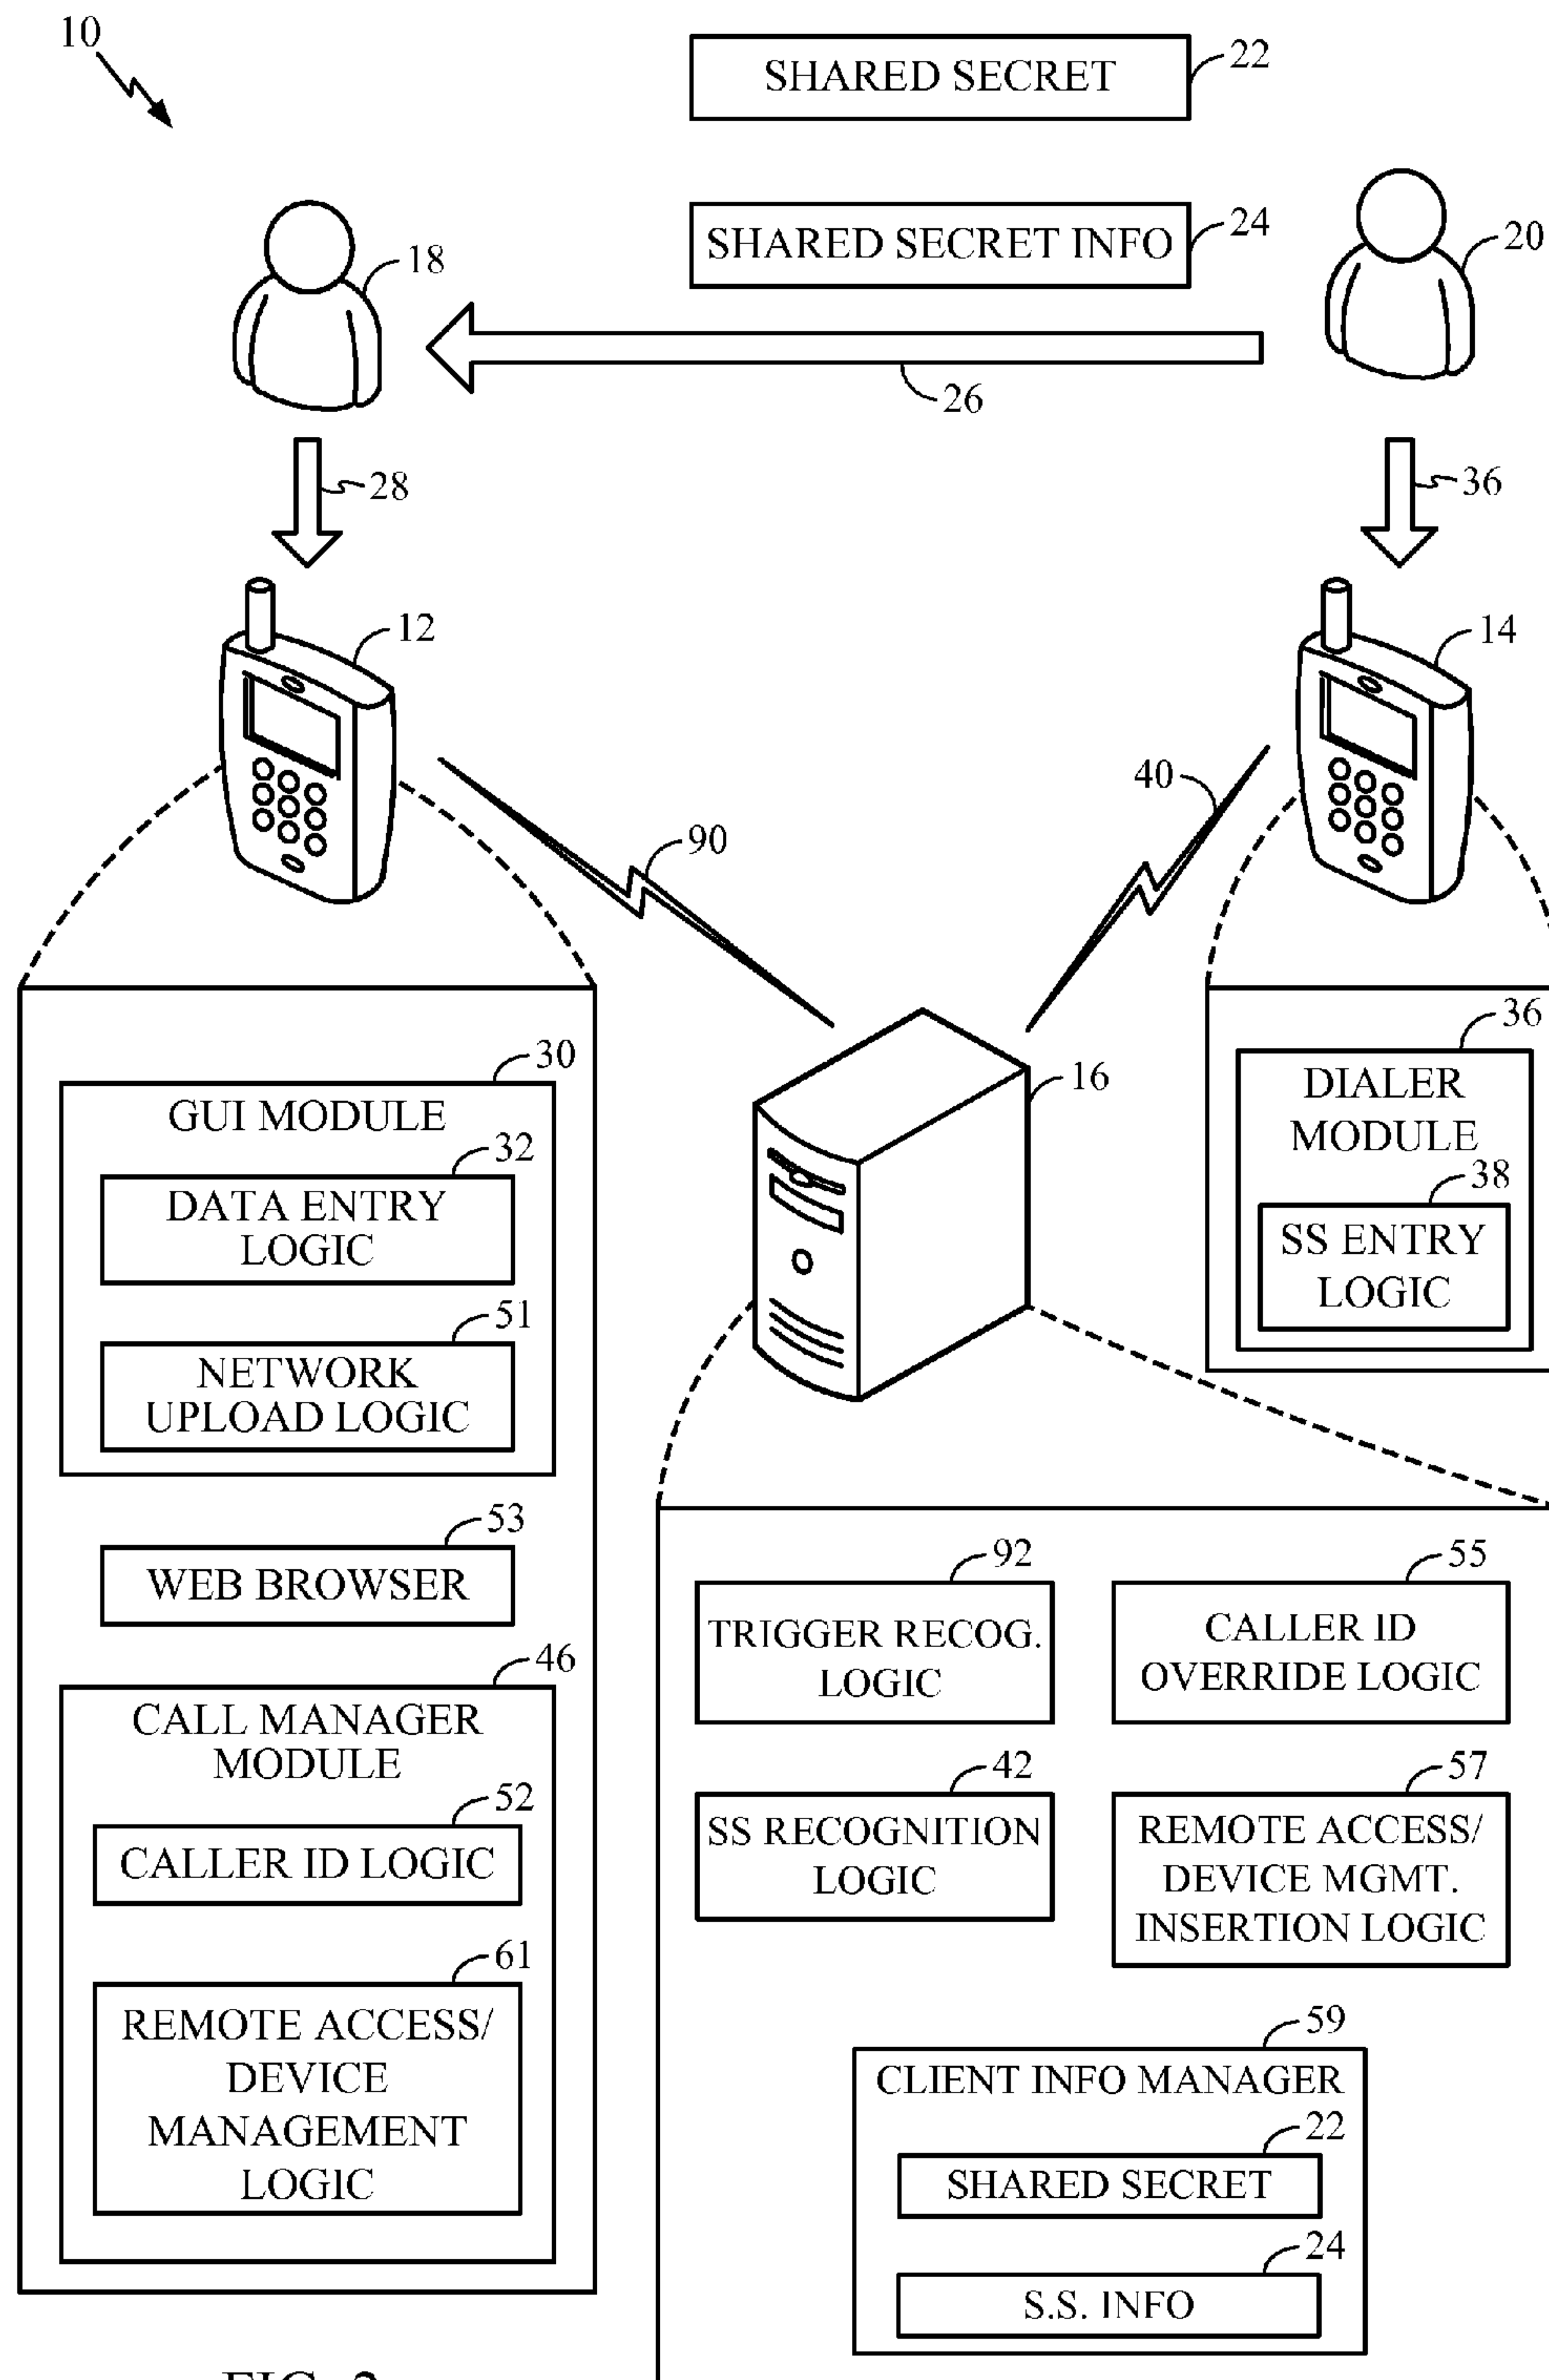 10
SHARED SECRET
22
SHARED SECRET INFO
24
18
20
26
28
36
12
14
90
40
16
30
GUI MODULE
32
DATA ENTRY
LOGIC
51
NETWORK
UPLOAD LOGIC
53
WEB BROWSER
46
CALL MANAGER
MODULE
52
CALLER ID LOGIC
61
REMOTE ACCESS/
DEVICE
MANAGEMENT
LOGIC
36
DIALER
MODULE
38
SS ENTRY
LOGIC
92
TRIGGER RECOG.
LOGIC
55
CALLER ID
OVERRIDE LOGIC
42
SS RECOGNITION
LOGIC
57
REMOTE ACCESS/
DEVICE MGMT.
INSERTION LOGIC
59
CLIENT INFO MANAGER
22
SHARED SECRET
24
S.S. INFO